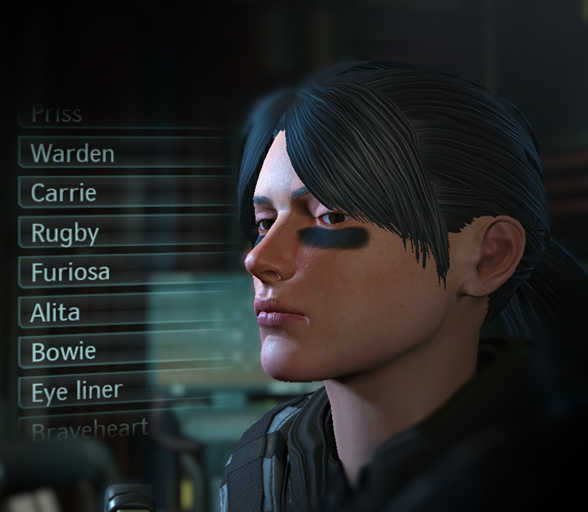 Priss
Warden
Carrie
Rugby
Furiosa
Alita
Bowie
Eye liner
Braveheart